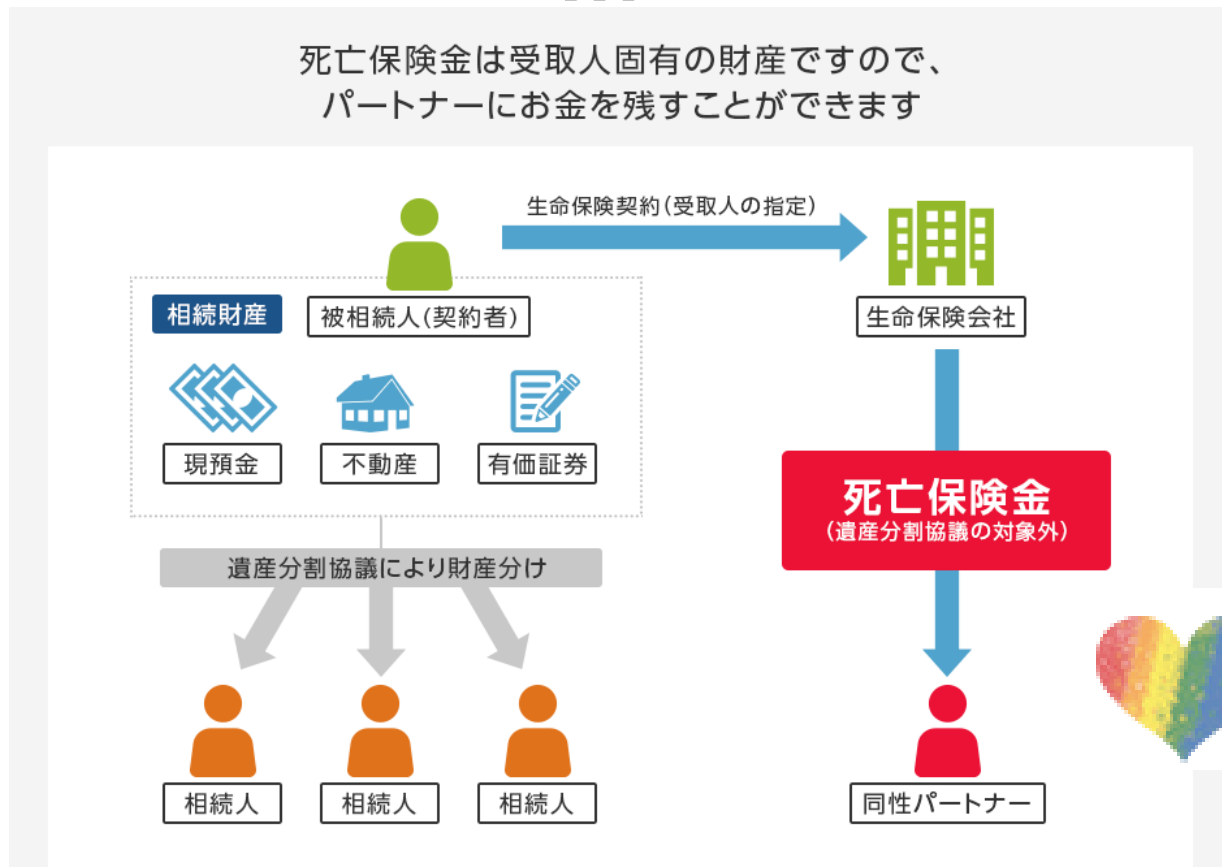 死亡保険金は受取人固有の財産ですので、
パートナーにお金を残すことができます
生命保険契約(受取人の指定)
相続財産
被相続人(契約者)
生命保険会社
現預金
不動産
有価証券
死亡保険金
(遺産分割協議の対象外)
遺産分割協議により財産分け
相続人
相続人
相続人
同性パートナー